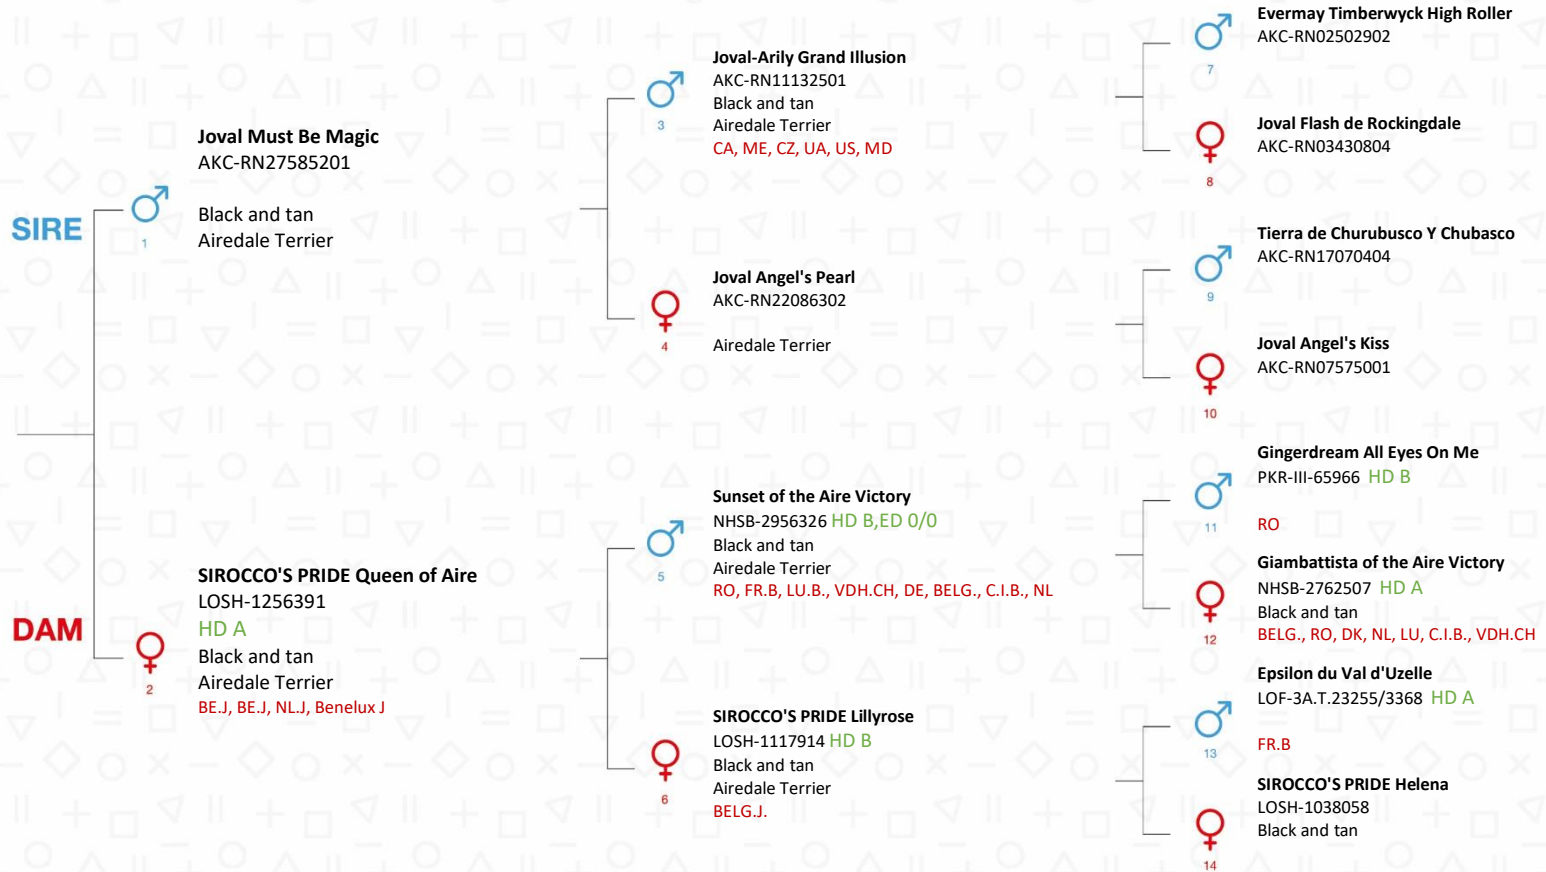 SIRE
1
Joval Must Be Magic
AKC-RN27585201
Black and tan
Airedale Terrier
DAM
2
SIROCCO'S PRIDE Queen of Aire
LOSH-1256391
HD A
Black and tan
Airedale Terrier
BE.J, BE.J, NL.J, Benelux J
3
Joval-Arily Grand Illusion
AKC-RN11132501
Black and tan
Airedale Terrier
CA, ME, CZ, UA, US, MD
4
Joval Angel's Pearl
AKC-RN22086302
Airedale Terrier
5
Sunset of the Aire Victory
NHSB-2956326 HD B,ED 0/0
Black and tan
Airedale Terrier
RO, FR.B, LU.B., VDH.CH, DE, BELG., C.I.B., NL
6
SIROCCO'S PRIDE Lillyrose
LOSH-1117914 HD B
Black and tan
Airedale Terrier
BELG.J.
7
Evermay Timberwyck High Roller
AKC-RN02502902
8
Joval Flash de Rockingdale
AKC-RN03430804
9
Tierra de Churubusco Y Chubasco
AKC-RN17070404
10
Joval Angel's Kiss
AKC-RN07575001
11
Gingerdream All Eyes On Me
PKR-III-65966 HD B
RO
12
Giambattista of the Aire Victory
NHSB-2762507 HD A
Black and tan
BELG., RO, DK, NL, LU, C.I.B., VDH.CH
13
Epsilon du Val d'Uzelle
LOF-3A.T.23255/3368 HD A
FR.B
14
SIROCCO'S PRIDE Helena
LOSH-1038058
Black and tan